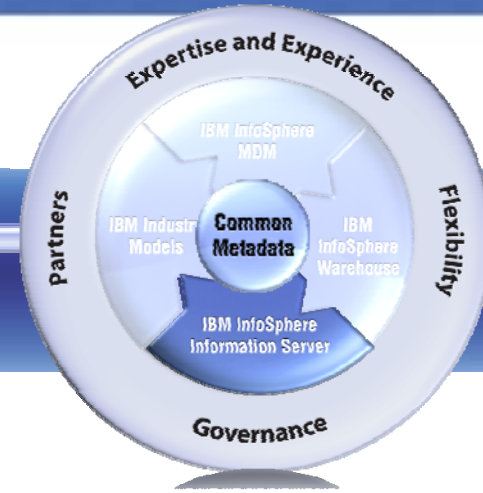 Expertise and Experience
IBM InfoSphere
MDM
Partners
IBM Industry
Models
Common
Metadata
IBM
InfoSphere
Warehouse
Flexibility
IBM InfoSphere
Information Server
Governance